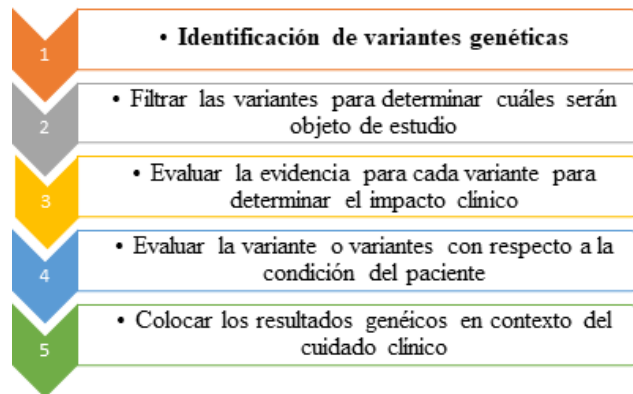 1
• Identificación de variantes genéticas
2
• Filtrar las variantes para determinar cuáles serán
objeto de estudio
3
• Evaluar la evidencia para cada variante para
determinar el impacto clínico
4
• Evaluar la variante o variantes con respecto a la
condición del paciente
5
• Colocar los resultados genéicos en contexto del
cuidado clínico